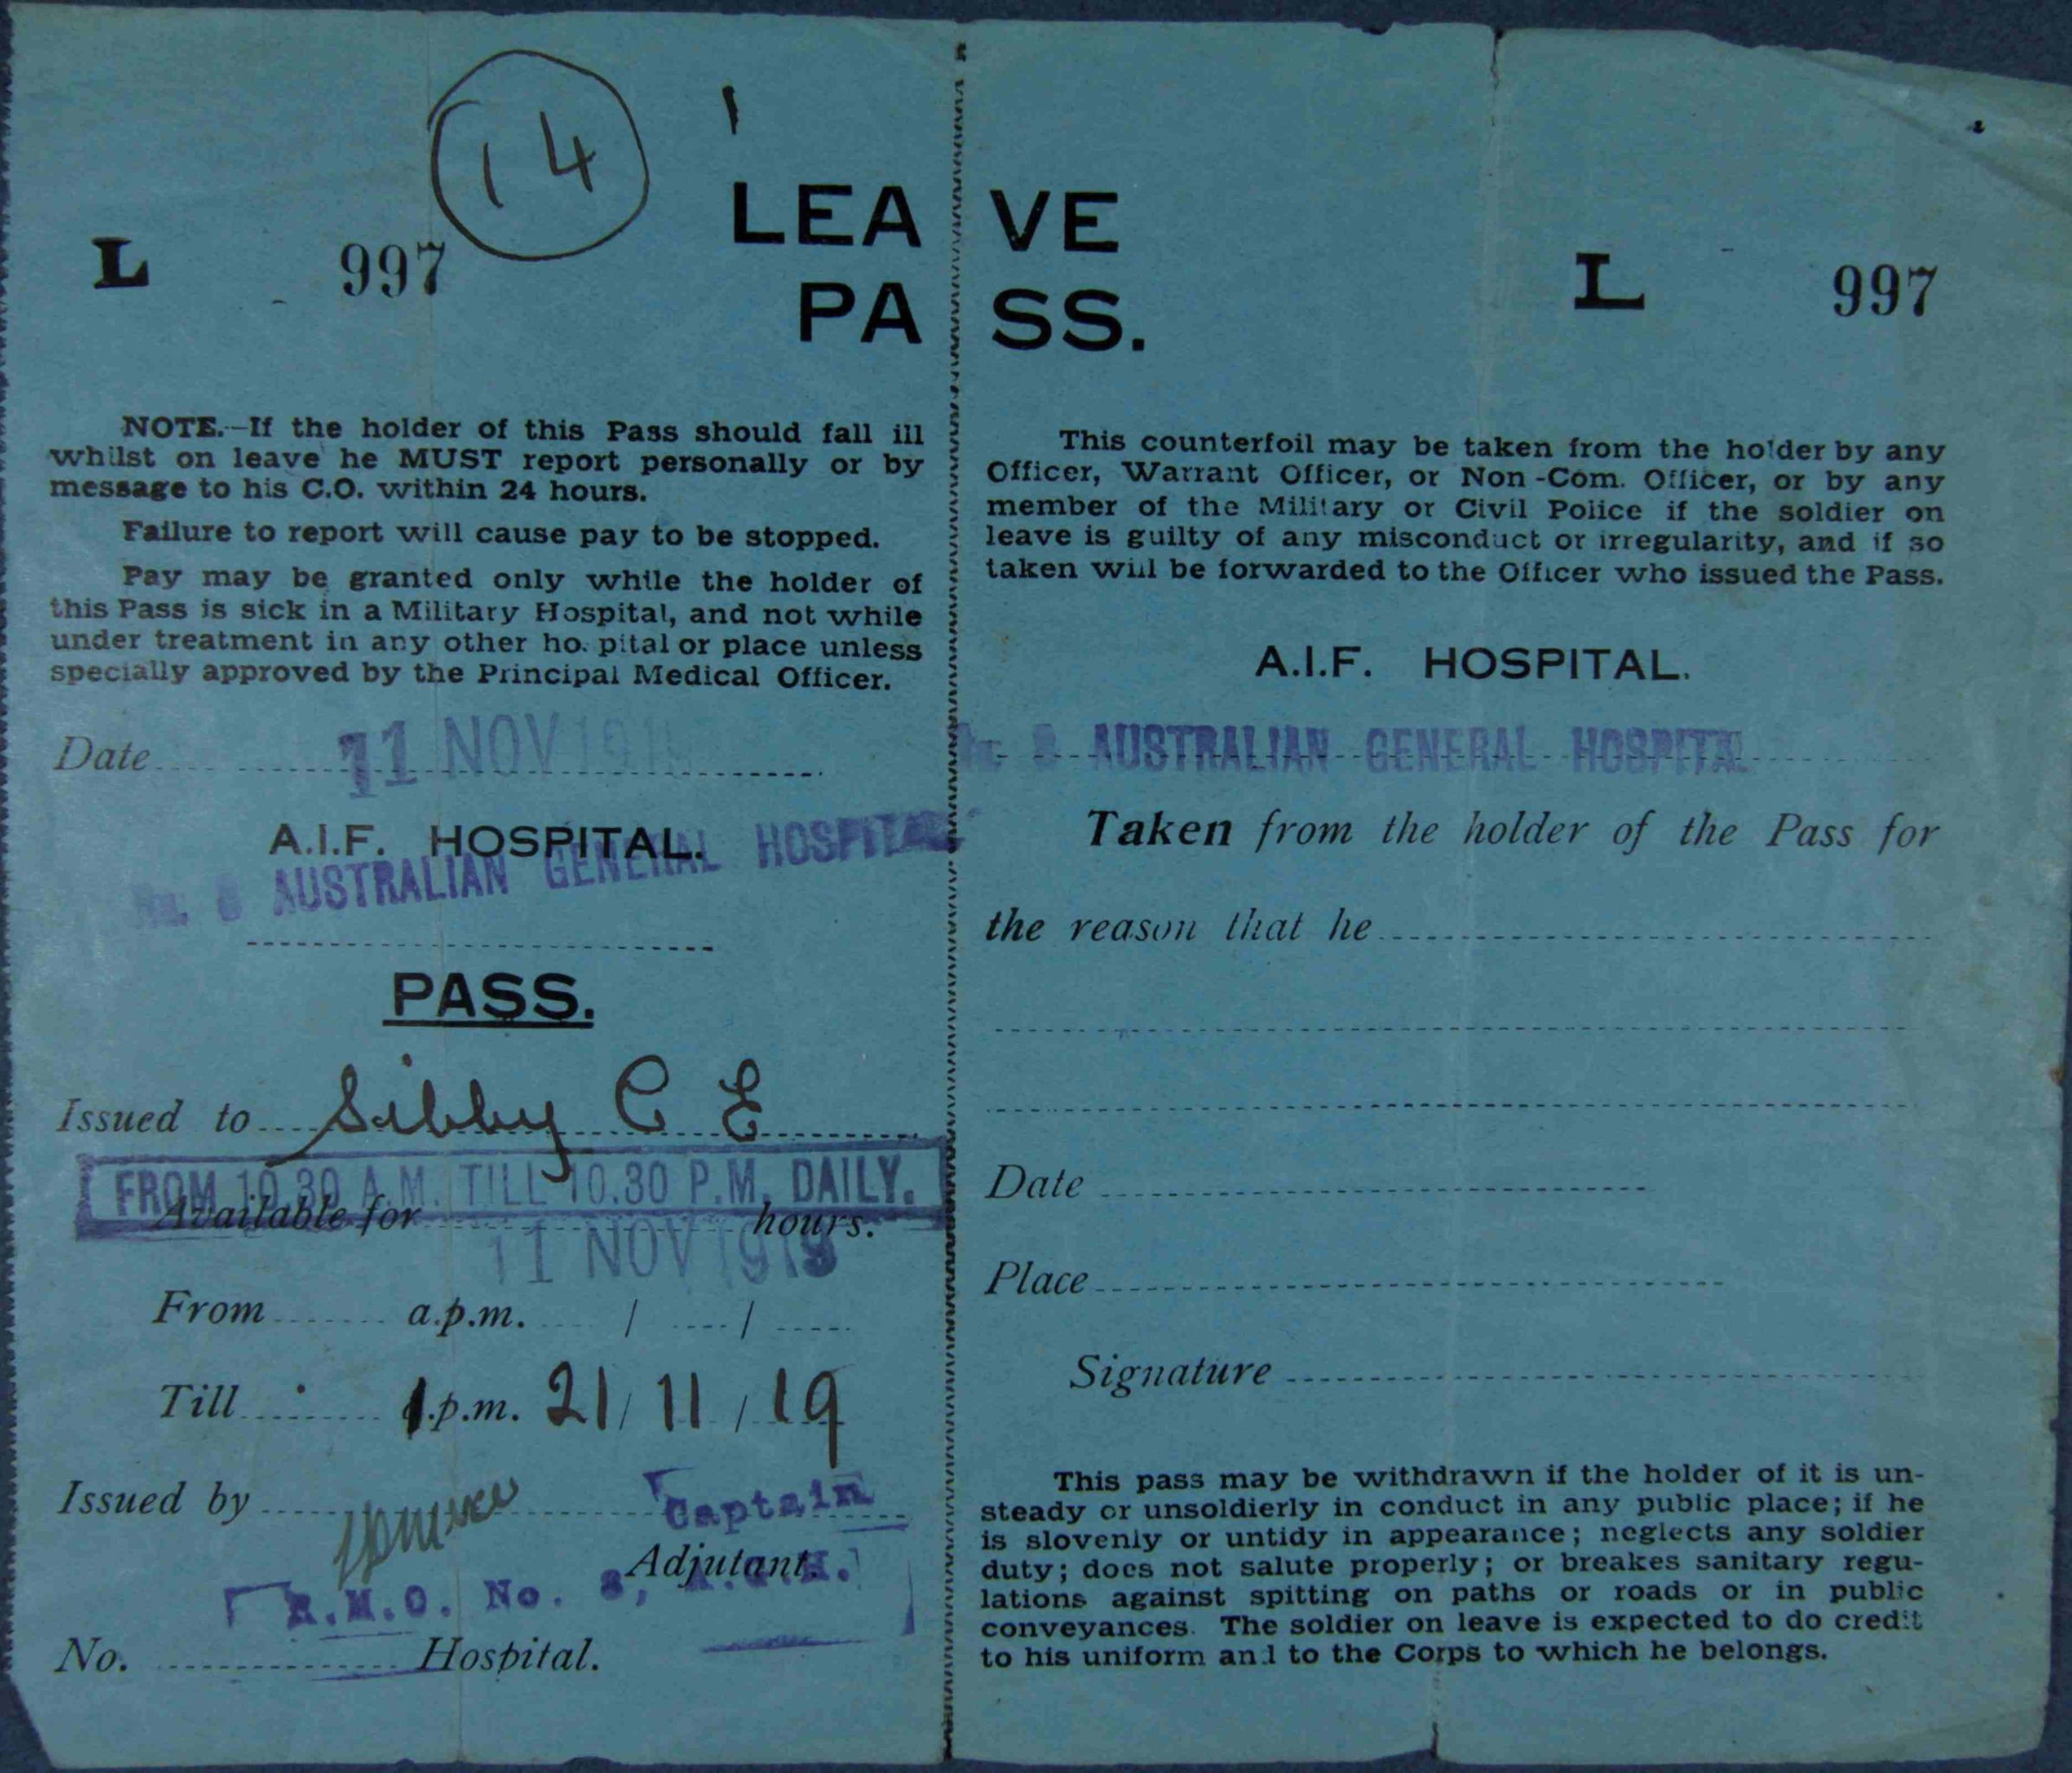 14
LEAVE
PASS.
L 997
NOTE.—If the holder of this Pass should fall ill
whilst on leave he MUST report personally or by
message to his C.O. within 24 hours.
Failure to report will cause pay to be stopped.
Pay may be granted only while the holder of
this Pass is sick in a Military Hospital, and not while
under treatment in any other ho. pital or place unless
specially approved by the Principal Medical Officer.
Date 11 NOV 191
A.I.F. HOSPITAL.
No. 8 AUSTRALIAN GENERAL HOSPITAL
PASS.
Issued to Sibby C E
FROM 10.30 A.M. TILL 10.30 P.M. DAILY.
Available for hours.
11 NOV 1919
From a.p.m. / /
Till .p.m. 21/11/19
Issued by Captain
Adjutant.
R.M.O. No. 8, A.G.H.
No. Hospital.
L 997
This counterfoil may be taken from the holder by any
Officer, Warrant Officer, or Non-Com. Officer, or by any
member of the Military or Civil Police if the soldier on
leave is guilty of any misconduct or irregularity, and if so
taken will be forwarded to the Officer who issued the Pass.
A.I.F. HOSPITAL.
No. 8 AUSTRALIAN GENERAL HOSPITAL
Taken from the holder of the Pass for
the reason that he
Date
Place
Signature
This pass may be withdrawn if the holder of it is un-
steady or unsoldierly in conduct in any public place; if he
is slovenly or untidy in appearance; neglects any soldier
duty; does not salute properly; or breakes sanitary regu-
lations against spitting on paths or roads or in public
conveyances. The soldier on leave is expected to do credit
to his uniform and to the Corps to which he belongs.